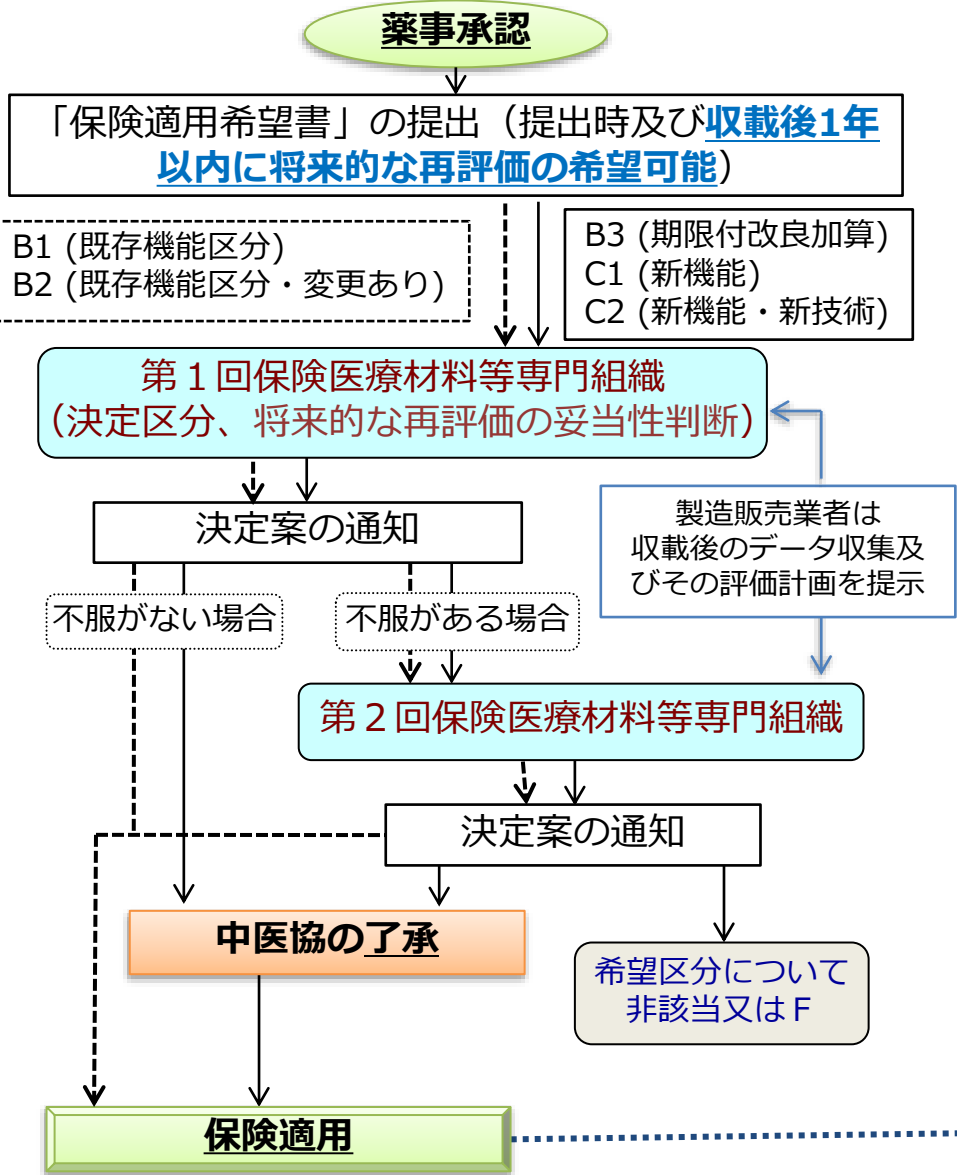 薬事承認
「保険適用希望書」の提出（提出時及び収載後1年
以内に将来的な再評価の希望可能）
B1 (既存機能区分)
B2 (既存機能区分・変更あり)
B3 (期限付改良加算)
C1 (新機能)
C2 (新機能・新技術)
第１回保険医療材料等専門組織
（決定区分、将来的な再評価の妥当性判断）
決定案の通知
製造販売業者は
収載後のデータ収集及
びその評価計画を提示
不服がない場合
不服がある場合
第２回保険医療材料等専門組織
決定案の通知
中医協の了承
希望区分について
非該当又はＦ
保険適用